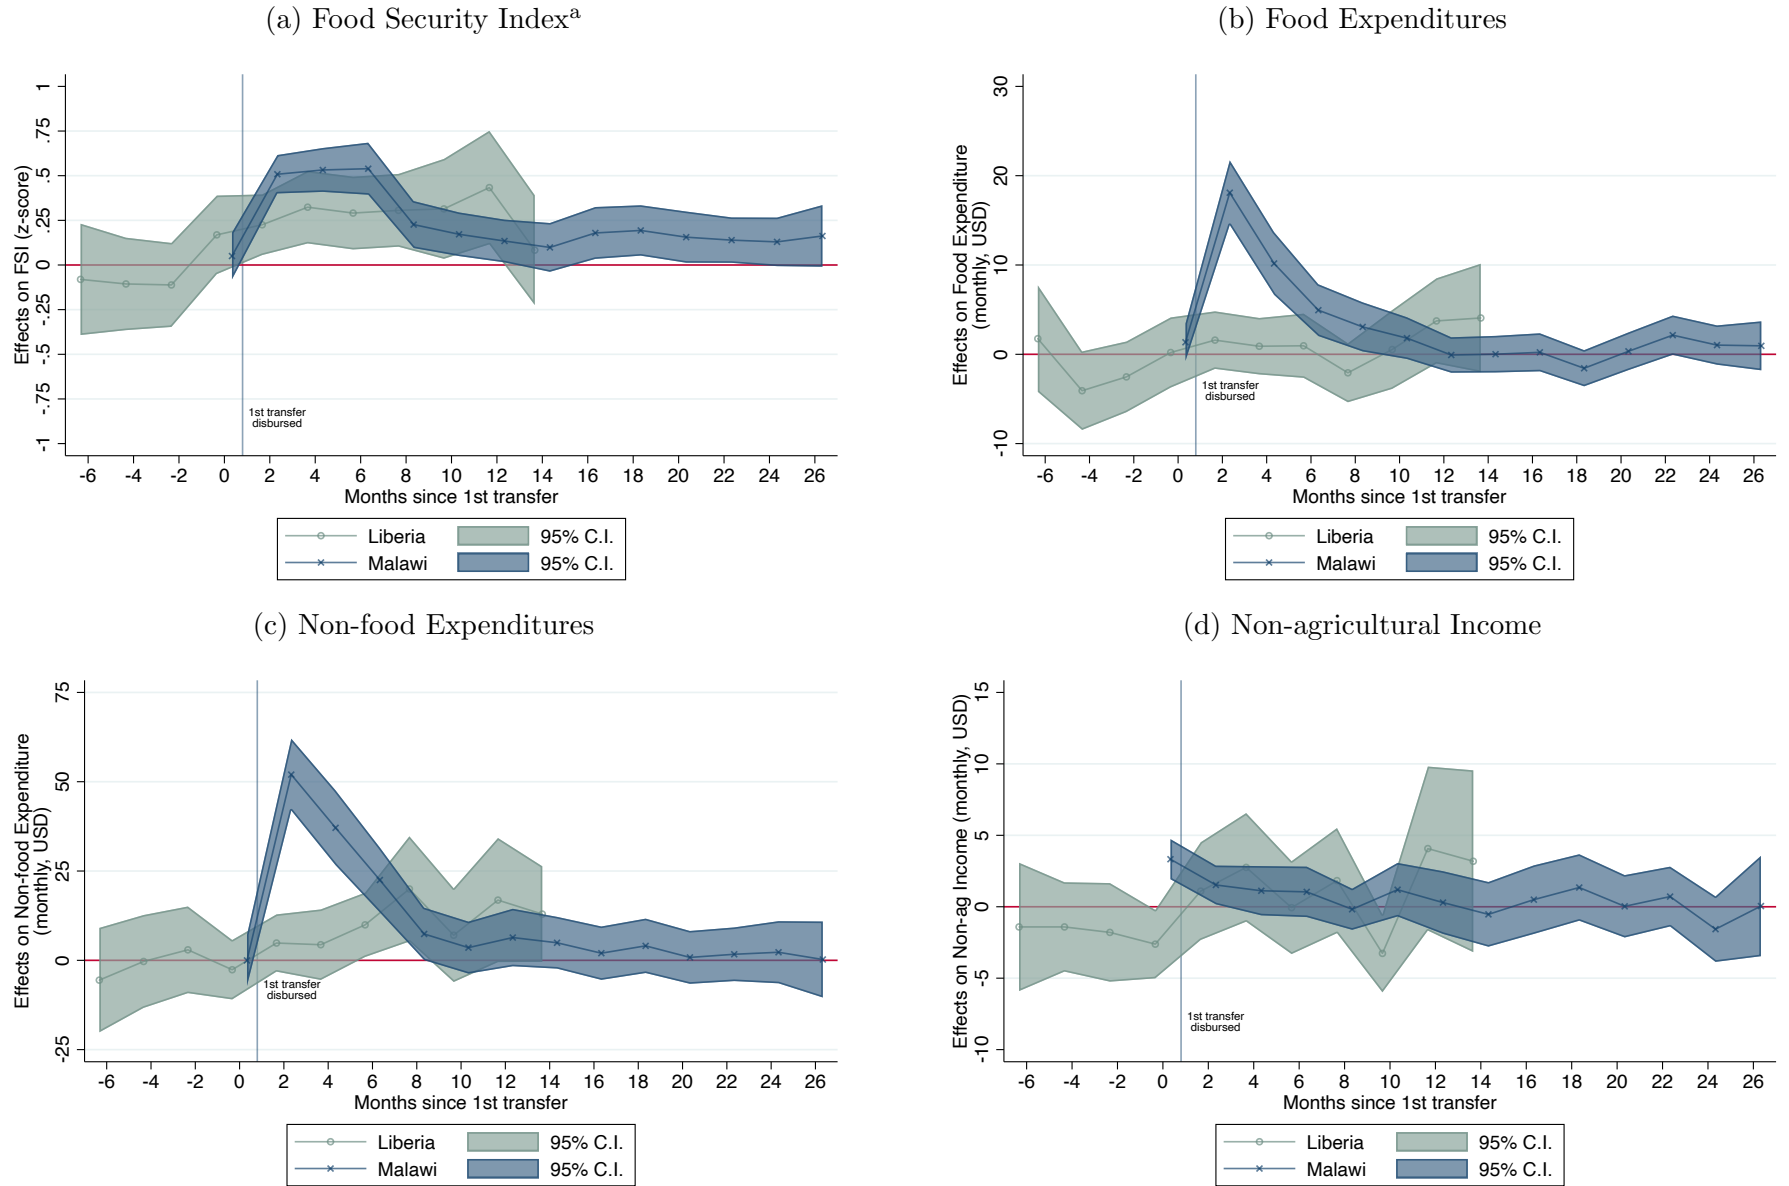 (a) Food Security Indexᵃ
Effects on FSI (z-score)
1
.75
.5
.25
0
-.25
-.5
-.75
-1
1st transfer
disbursed
-6 -4 -2 0 2 4 6 8 10 12 14 16 18 20 22 24 26
Months since 1st transfer
Liberia 95% C.I.
Malawi 95% C.I.
(b) Food Expenditures
Effects on Food Expenditure
(monthly, USD)
30
20
10
0
-10
1st transfer
disbursed
-6 -4 -2 0 2 4 6 8 10 12 14 16 18 20 22 24 26
Months since 1st transfer
Liberia 95% C.I.
Malawi 95% C.I.
(c) Non-food Expenditures
Effects on Non-food Expenditure
(monthly, USD)
75
50
25
0
-25
1st transfer
disbursed
-6 -4 -2 0 2 4 6 8 10 12 14 16 18 20 22 24 26
Months since 1st transfer
Liberia 95% C.I.
Malawi 95% C.I.
(d) Non-agricultural Income
Effects on Non-ag Income (monthly, USD)
15
10
5
0
-5
-10
1st transfer
disbursed
-6 -4 -2 0 2 4 6 8 10 12 14 16 18 20 22 24 26
Months since 1st transfer
Liberia 95% C.I.
Malawi 95% C.I.